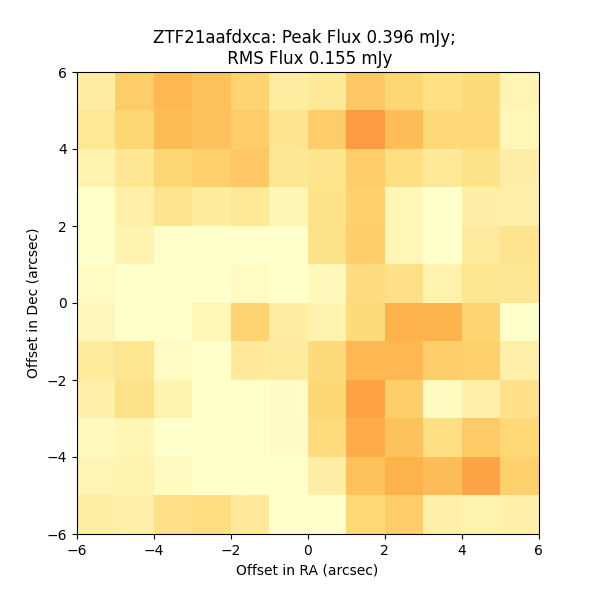 ZTF21aafdxca: Peak Flux 0.396 mJy;
RMS Flux 0.155 mJy
6
4
2
0
−2
−4
−6
Offset in Dec (arcsec)
−6 −4 −2 0 2 4 6
Offset in RA (arcsec)